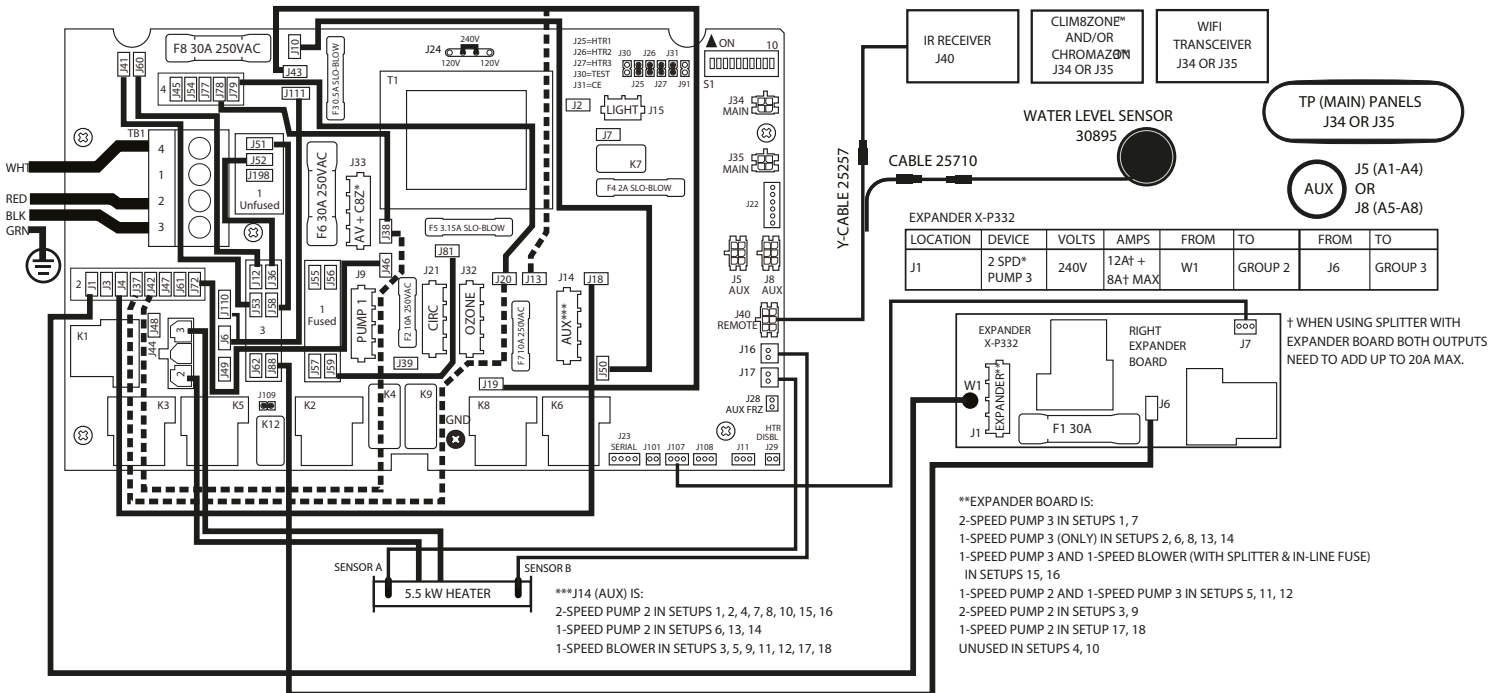 F8 30A 250VAC
J10
J41
J60
J43
F3 0.5A SLO-BLOW
J24
240V
120V
120V
J25=HTR1
J26=HTR2
J27=HTR3
J30=TEST
J31=CE
J30 J26 J31
J25 J27 J91
ON
10
S1
4
J45
J54
J77
J78
J79
J111
T1
J2
LIGHT
J15
J7
K7
F4 2A SLO-BLOW
J34
MAIN
J35
MAIN
J22
TB1
4
1
2
3
WHT
RED
BLK
GRN
J51
J52
J198
1
Unfused
F6 30A 250VAC
J33
AV + C8Z*
J38
J46
F5 3.15A SLO-BLOW
J81
J5
AUX
J8
AUX
J40
REMOTE
2
J1
J3
J4
J37
J42
J47
J61
J72
J110
J12
J36
J53
J58
3
J62
J88
J55
J56
1
Fused
J57
J59
J9
PUMP 1
F2 10A 250VAC
J39
J21
CIRC
J32
OZONE
J20
J13
F7 10A 250VAC
J14
AUX***
J18
J50
J19
K1
J48
J44
3
2
J6
J49
J16
J17
J28
AUX FRZ
K3
K5
J109
K12
K2
K4
K9
GND
K8
K6
J23
SERIAL
J101
J107
J108
J11
HTR
DISBL
J29
SENSOR A
SENSOR B
5.5 kW HEATER
***J14 (AUX) IS:
2-SPEED PUMP 2 IN SETUPS 1, 2, 4, 7, 8, 10, 15, 16
1-SPEED PUMP 2 IN SETUPS 6, 13, 14
1-SPEED BLOWER IN SETUPS 3, 5, 9, 11, 12, 17, 18
IR RECEIVER
J40
CLIM8ZONE™
AND/OR
J34 OR J35
WIFI
TRANSCEIVER
J34 OR J35
TP (MAIN) PANELS
J34 OR J35
WATER LEVEL SENSOR
30895
Y-CABLE 25257
CABLE 25710
AUX
J5 (A1-A4)
OR
J8 (A5-A8)
EXPANDER X-P332
LOCATION DEVICE VOLTS AMPS FROM TO FROM TO
J1 2 SPD* PUMP 3 240V 12A† + 8A† MAX W1 GROUP 2 J6 GROUP 3
EXPANDER
X-P332
RIGHT
EXPANDER
BOARD
J7
W1
J1
EXPANDER**
F1 30A
J6
† WHEN USING SPLITTER WITH
EXPANDER BOARD BOTH OUTPUTS
NEED TO ADD UP TO 20A MAX.
**EXPANDER BOARD IS:
2-SPEED PUMP 3 IN SETUPS 1, 7
1-SPEED PUMP 3 (ONLY) IN SETUPS 2, 6, 8, 13, 14
1-SPEED PUMP 3 AND 1-SPEED BLOWER (WITH SPLITTER & IN-LINE FUSE)
IN SETUPS 15, 16
1-SPEED PUMP 2 AND 1-SPEED PUMP 3 IN SETUPS 5, 11, 12
2-SPEED PUMP 2 IN SETUPS 3, 9
1-SPEED PUMP 2 IN SETUP 17, 18
UNUSED IN SETUPS 4, 10